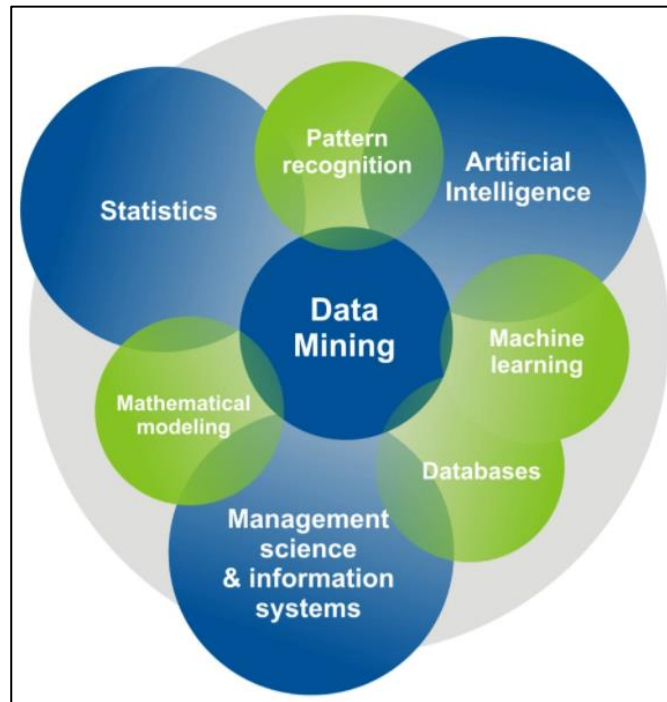 Pattern
recognition
Artificial
Intelligence
Statistics
Data
Mining
Machine
learning
Mathematical
modeling
Databases
Management
science
& information
systems